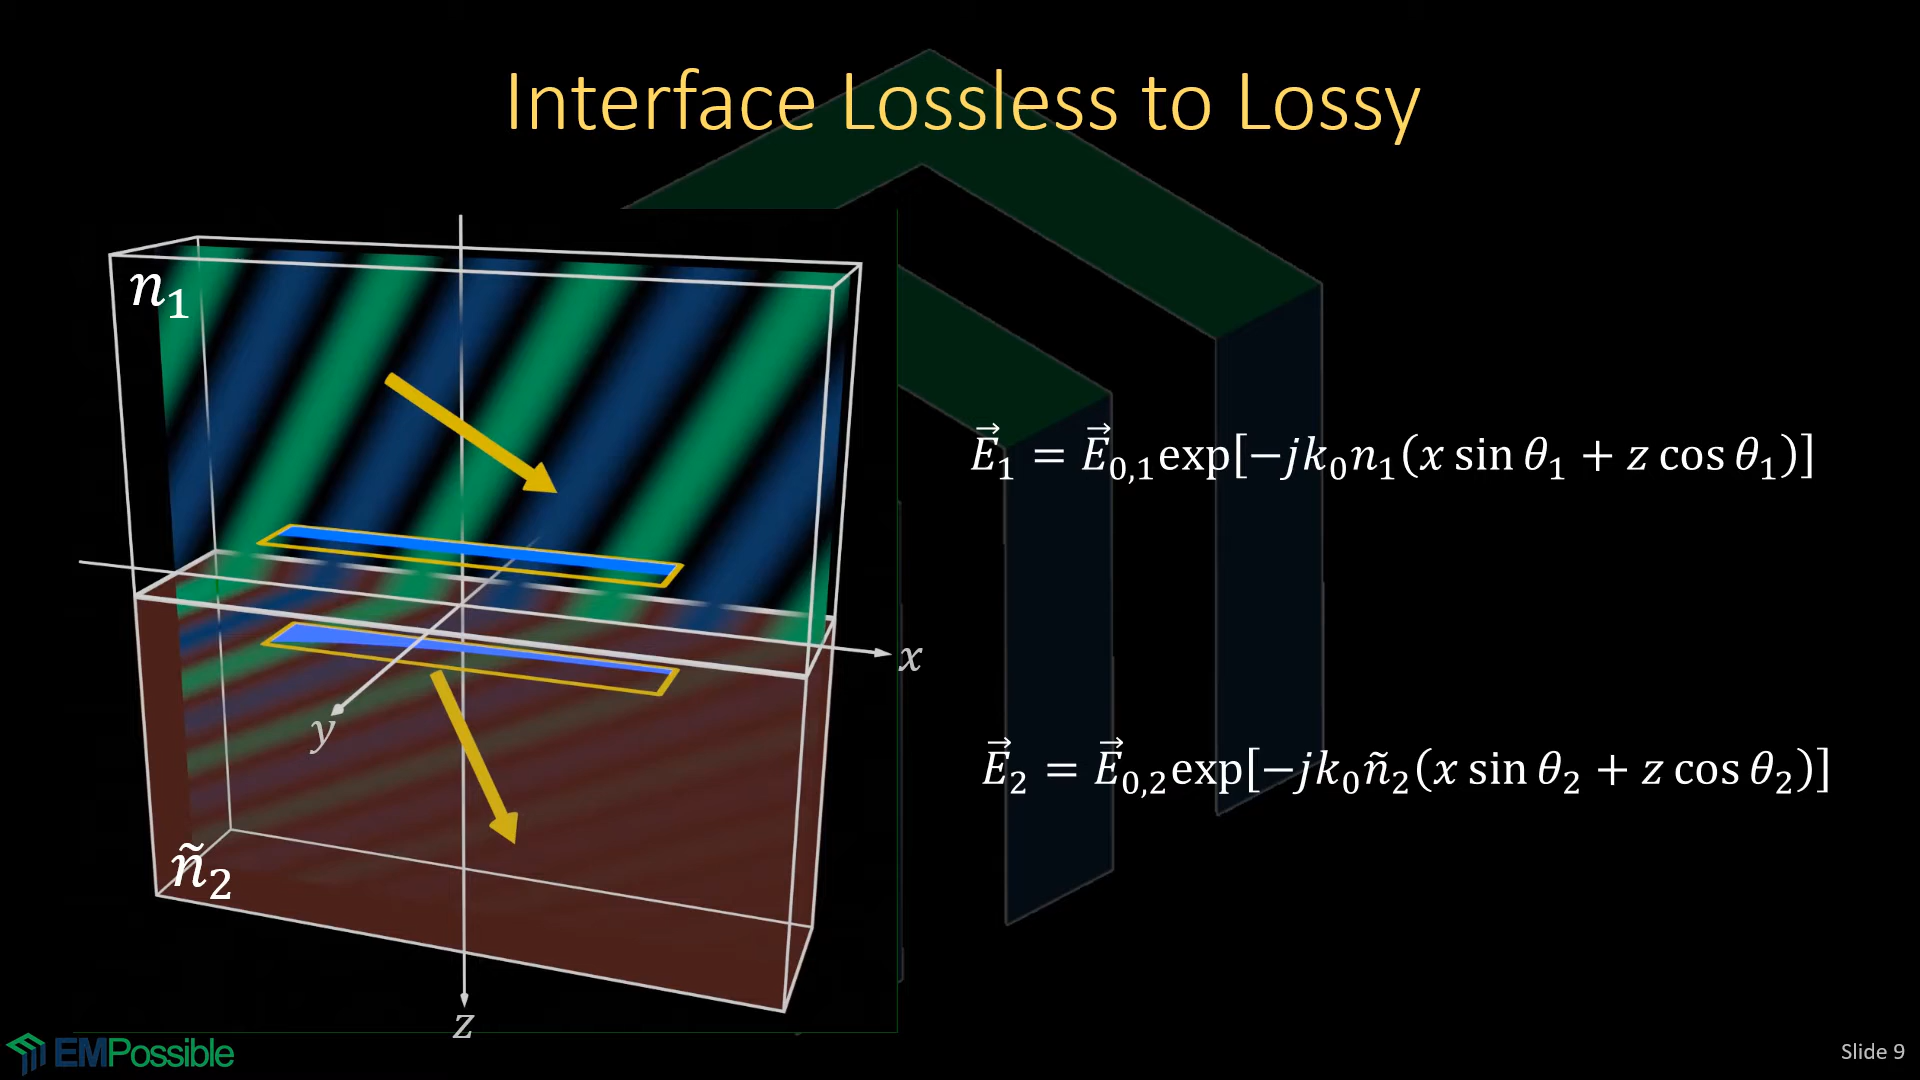 Interface Lossless to Lossy
n₁
x
y
ñ₂
z
E⃗₁ = E⃗₀,₁exp[−jk₀n₁(x sin θ₁ + z cos θ₁)]
E⃗₂ = E⃗₀,₂exp[−jk₀ñ₂(x sin θ₂ + z cos θ₂)]
EMPossible
Slide 9